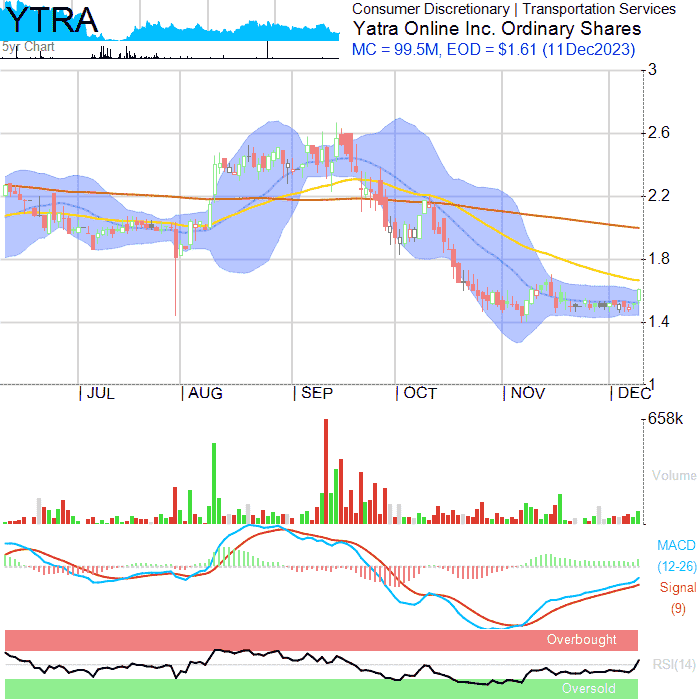 YTRA
5yr Chart
Consumer Discretionary | Transportation Services
Yatra Online Inc. Ordinary Shares
MC = 99.5M, EOD = $1.61 (11Dec2023)
3
2.6
2.2
1.8
1.4
1
JUL AUG SEP OCT NOV DEC
658k
Volume
MACD
(12-26)
Signal
(9)
Overbought
RSI(14)
Oversold